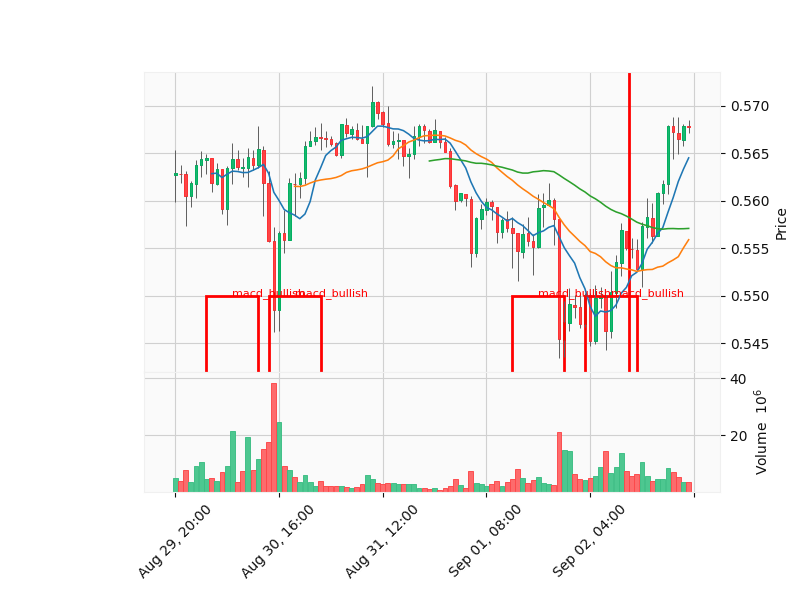 0.570
0.565
0.560
0.555
0.550
0.545
Price
macd_bullish
macd_bullish
macd_bullish
macd_bullish
40
20
Volume 10^6
Aug 29, 20:00
Aug 30, 16:00
Aug 31, 12:00
Sep 01, 08:00
Sep 02, 04:00